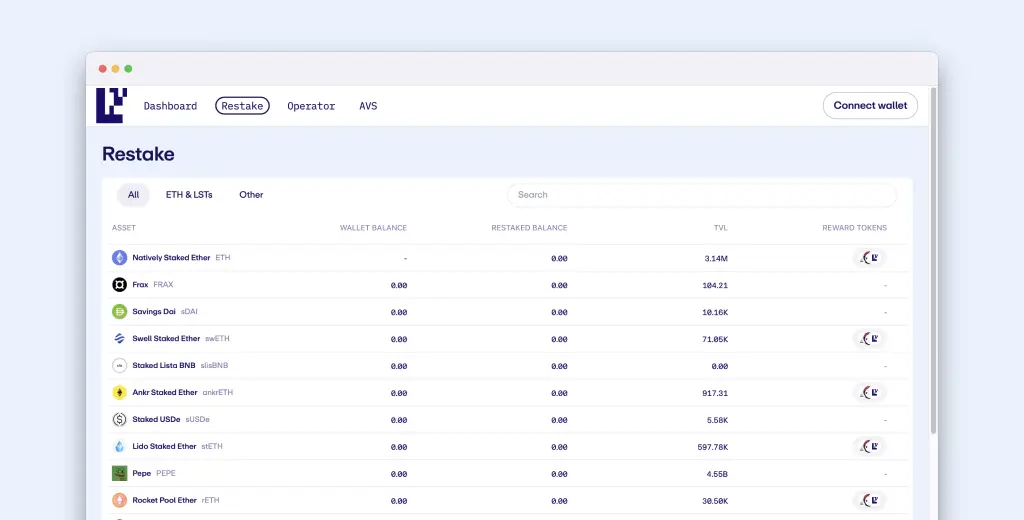 Dashboard Restake Operator AVS Connect wallet
Restake
All ETH & LSTs Other Search
ASSET WALLET BALANCE RESTAKED BALANCE TVL REWARD TOKENS
Natively Staked Ether ETH - 0.00 3.14M
Frax FRAX 0.00 0.00 104.21 -
Savings Dai sDAI 0.00 0.00 10.16K -
Swell Staked Ether swETH 0.00 0.00 71.05K
Staked Lista BNB slisBNB 0.00 0.00 0.00 -
Ankr Staked Ether ankrETH 0.00 0.00 917.31
Staked USDe sUSDe 0.00 0.00 5.58K -
Lido Staked Ether stETH 0.00 0.00 597.78K
Pepe PEPE 0.00 0.00 4.55B -
Rocket Pool Ether rETH 0.00 0.00 30.50K